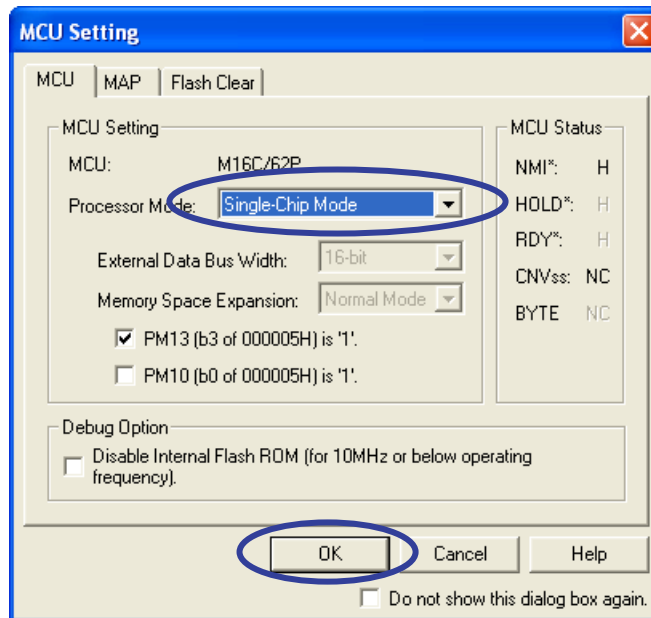 MCU Setting
MCU MAP Flash Clear
MCU Setting
MCU: M16C/62P
Processor Mode: Single-Chip Mode
External Data Bus Width: 16-bit
Memory Space Expansion: Normal Mode
PM13 (b3 of 000005H) is '1'.
PM10 (b0 of 000005H) is '1'.
MCU Status
NMI*: H
HOLD*: H
RDY*: H
CNVss: NC
BYTE NC
Debug Option
Disable Internal Flash ROM (for 10MHz or below operating
frequency).
OK Cancel Help
Do not show this dialog box again.